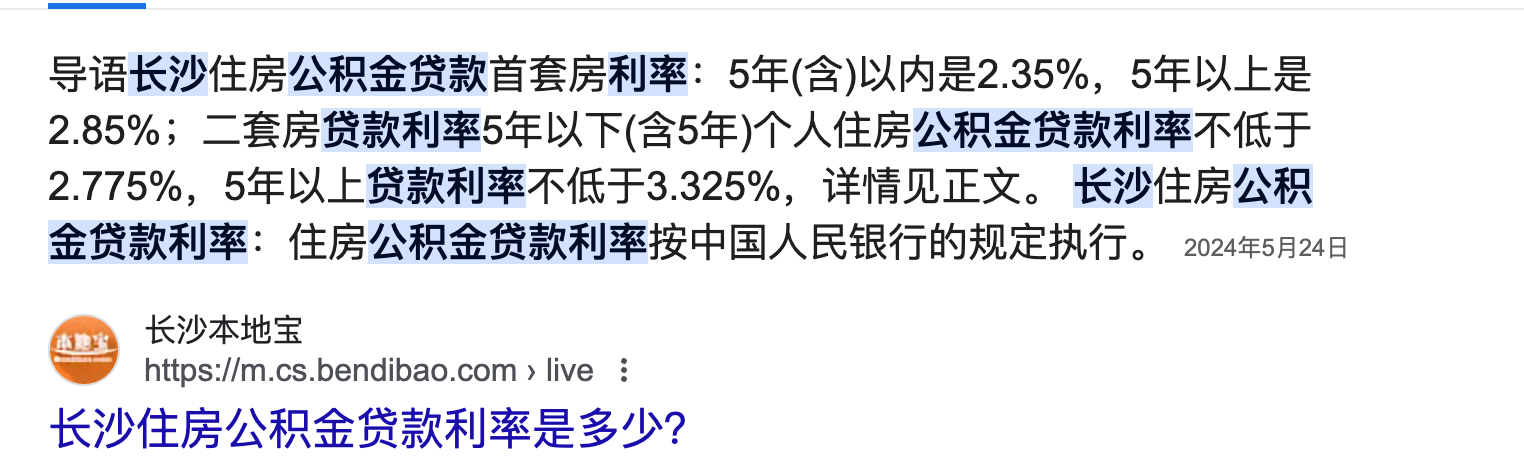 导语长沙住房公积金贷款首套房利率：5年(含)以内是2.35%，5年以上是
2.85%；二套房贷款利率5年以下(含5年)个人住房公积金贷款利率不低于
2.775%，5年以上贷款利率不低于3.325%，详情见正文。 长沙住房公积
金贷款利率：住房公积金贷款利率按中国人民银行的规定执行。 2024年5月24日
本地宝
长沙本地宝
https://m.cs.bendibao.com › live
长沙住房公积金贷款利率是多少?